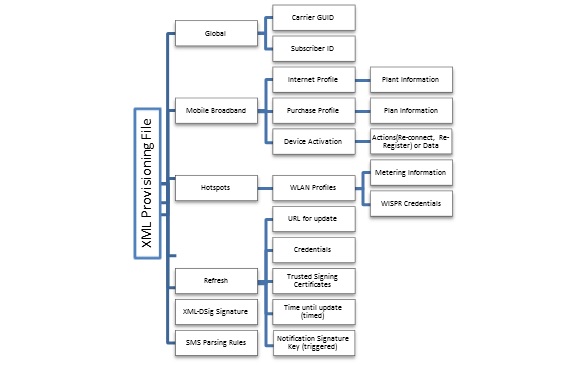 XML Provisioning File
Global
Carrier GUID
Subscriber ID
Mobile Broadband
Internet Profile
Plant Information
Purchase Profile
Plan Information
Device Activation
Actions(Re-connect, Re-
Register) or Data
Hotspots
WLAN Profiles
Metering Information
WISPR Credentials
Refresh
URL for update
Credentials
Trusted Signing
Certificates
Time until update
(timed)
Notification Signature
Key (triggered)
XML-DSig Signature
SMS Parsing Rules